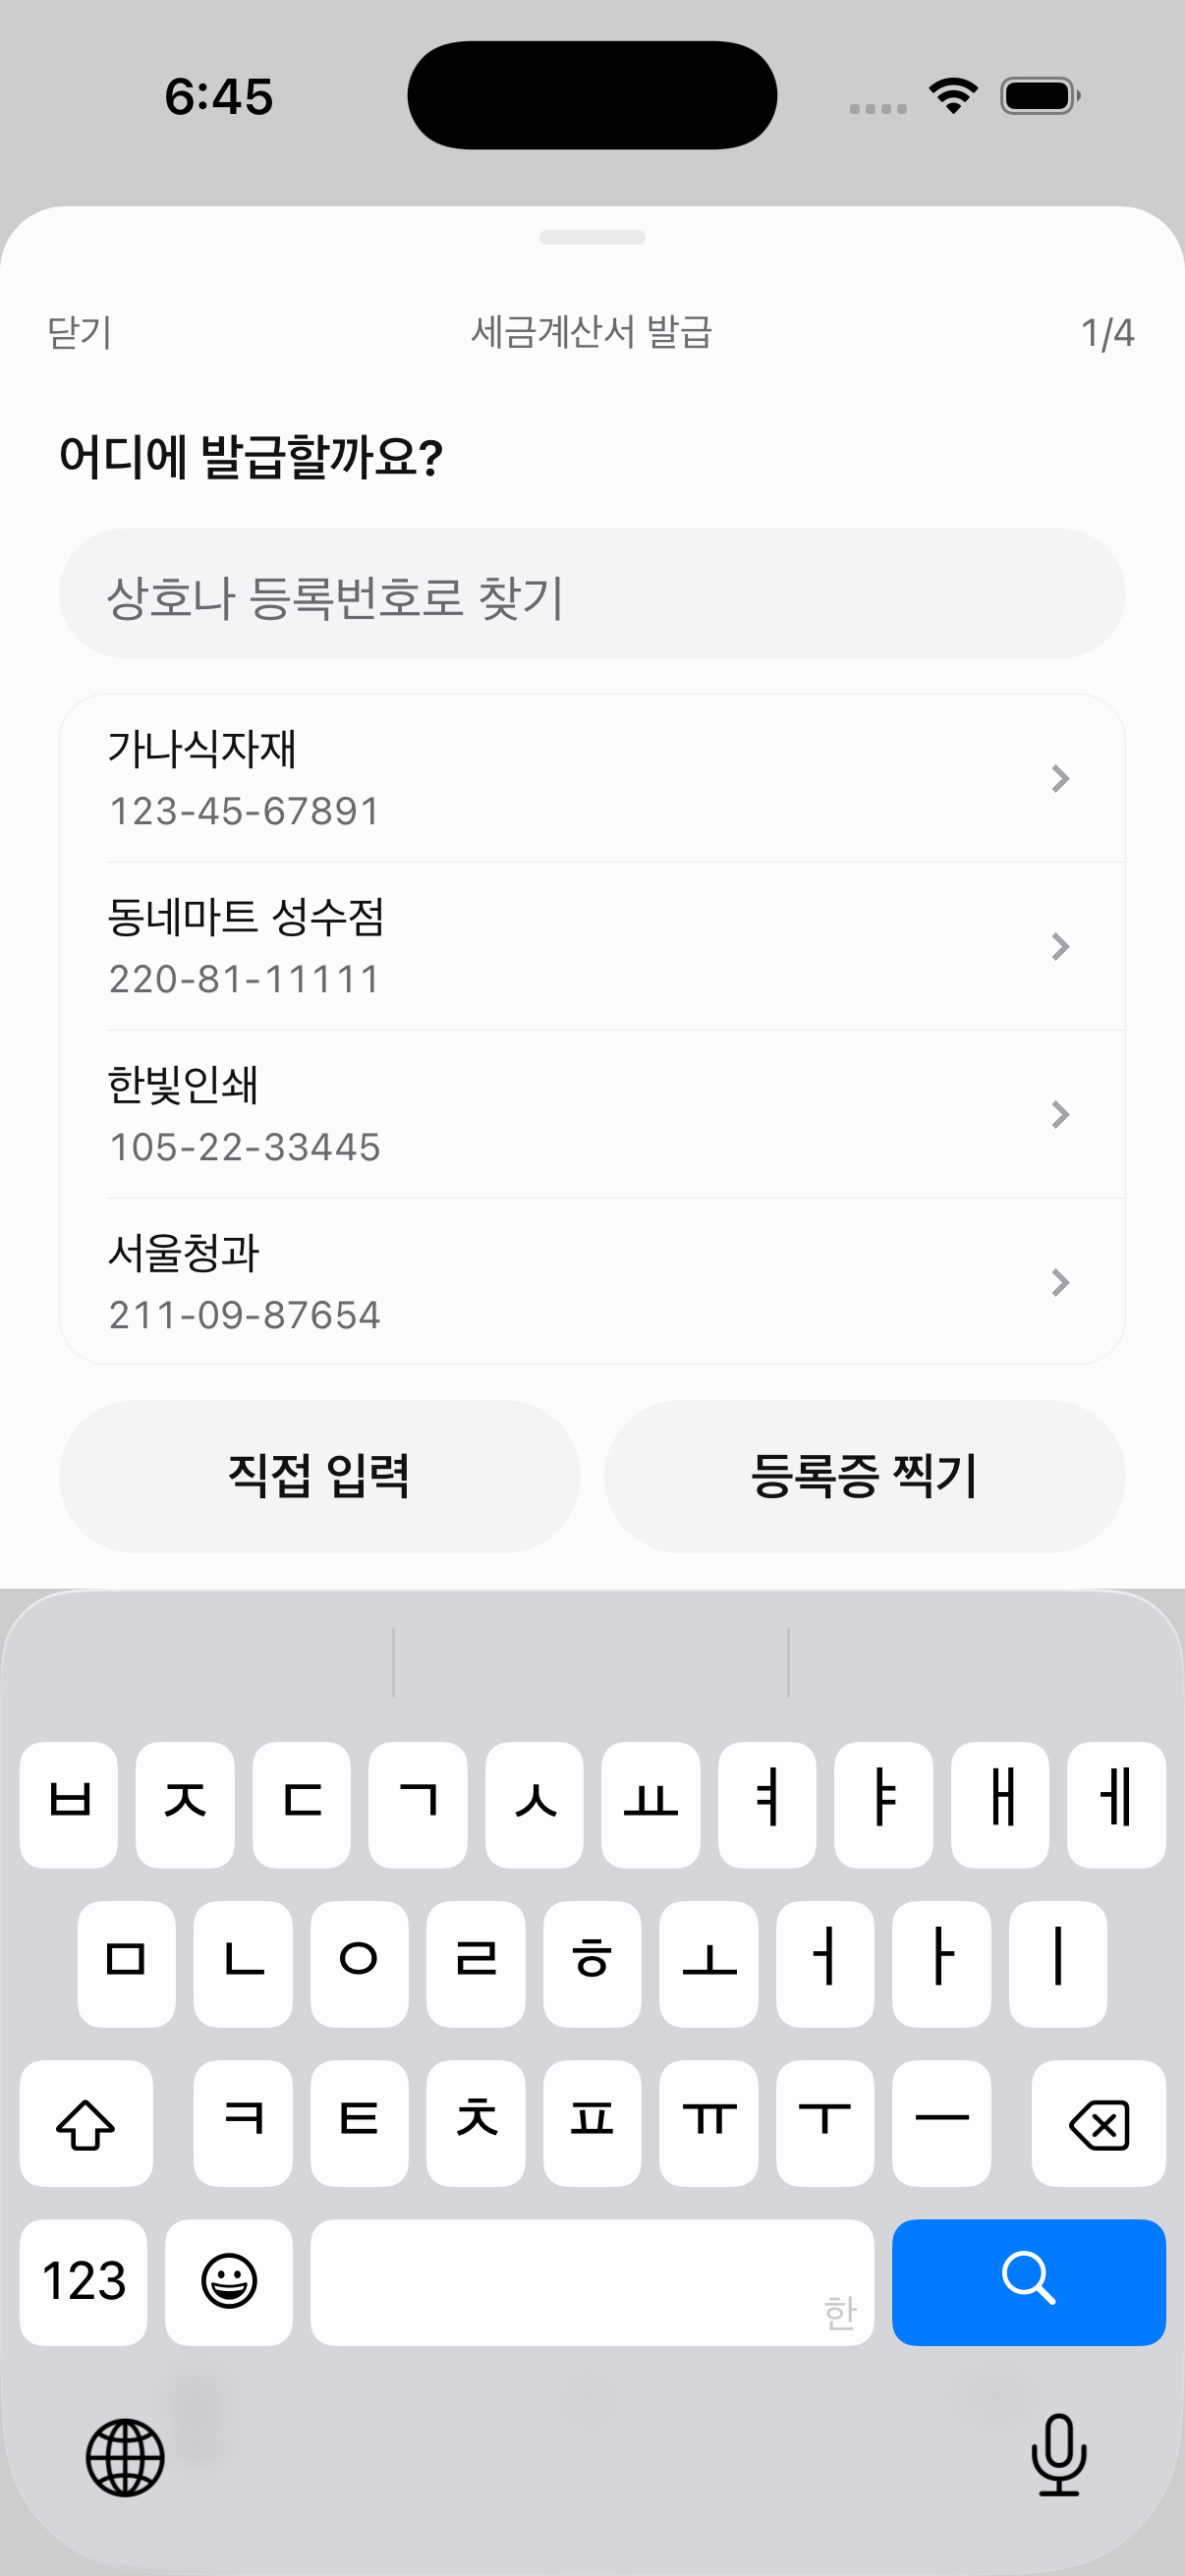 6:45
닫기 세금계산서 발급 1/4
어디에 발급할까요?
상호나 등록번호로 찾기
가나식자재
123-45-67891
동네마트 성수점
220-81-11111
한빛인쇄
105-22-33445
서울청과
211-09-87654
직접 입력 등록증 찍기
ㅂ ㅈ ㄷ ㄱ ㅅ ㅛ ㅕ ㅑ ㅐ ㅔ
ㅁ ㄴ ㅇ ㄹ ㅎ ㅗ ㅓ ㅏ ㅣ
ㅋ ㅌ ㅊ ㅍ ㅠ ㅜ ㅡ
123 한